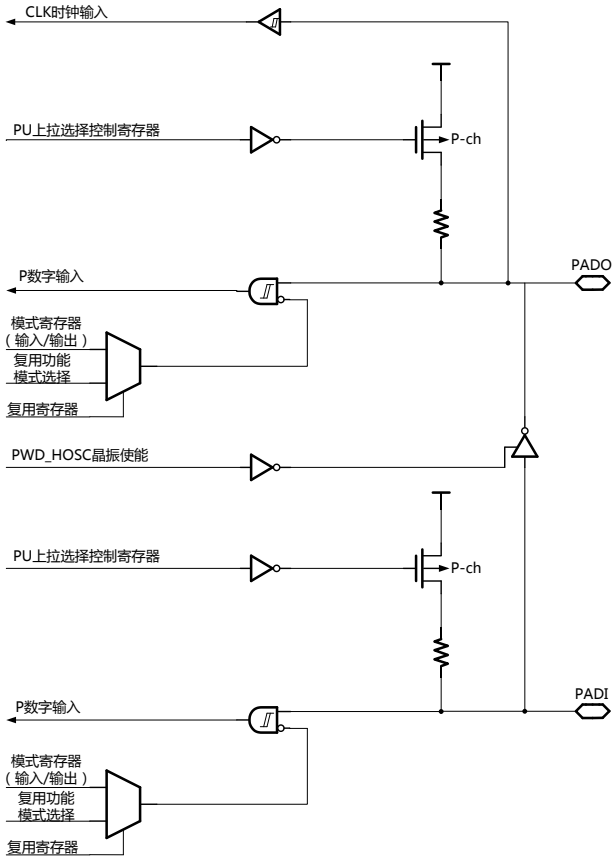 CLK时钟输入
PU上拉选择控制寄存器
P-ch
P数字输入
PADO
模式寄存器
（输入/输出）
复用功能
模式选择
复用寄存器
PWD_HOSC晶振使能
PU上拉选择控制寄存器
P-ch
P数字输入
PADI
模式寄存器
（输入/输出）
复用功能
模式选择
复用寄存器